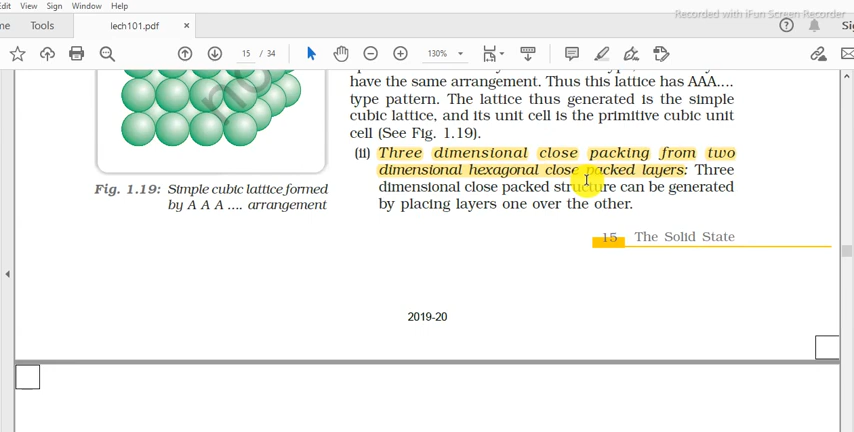 Edit View Sign Window Help
Recorded with iFun Screen Recorder
me Tools lech101.pdf ×
15 / 34 130%
have the same arrangement. Thus this lattice has AAA....
type pattern. The lattice thus generated is the simple
cubic lattice, and its unit cell is the primitive cubic unit
cell (See Fig. 1.19).
(ii) Three dimensional close packing from two
dimensional hexagonal close packed layers: Three
dimensional close packed structure can be generated
by placing layers one over the other.
Fig. 1.19: Simple cubic lattice formed
by A A A .... arrangement
15 The Solid State
2019-20